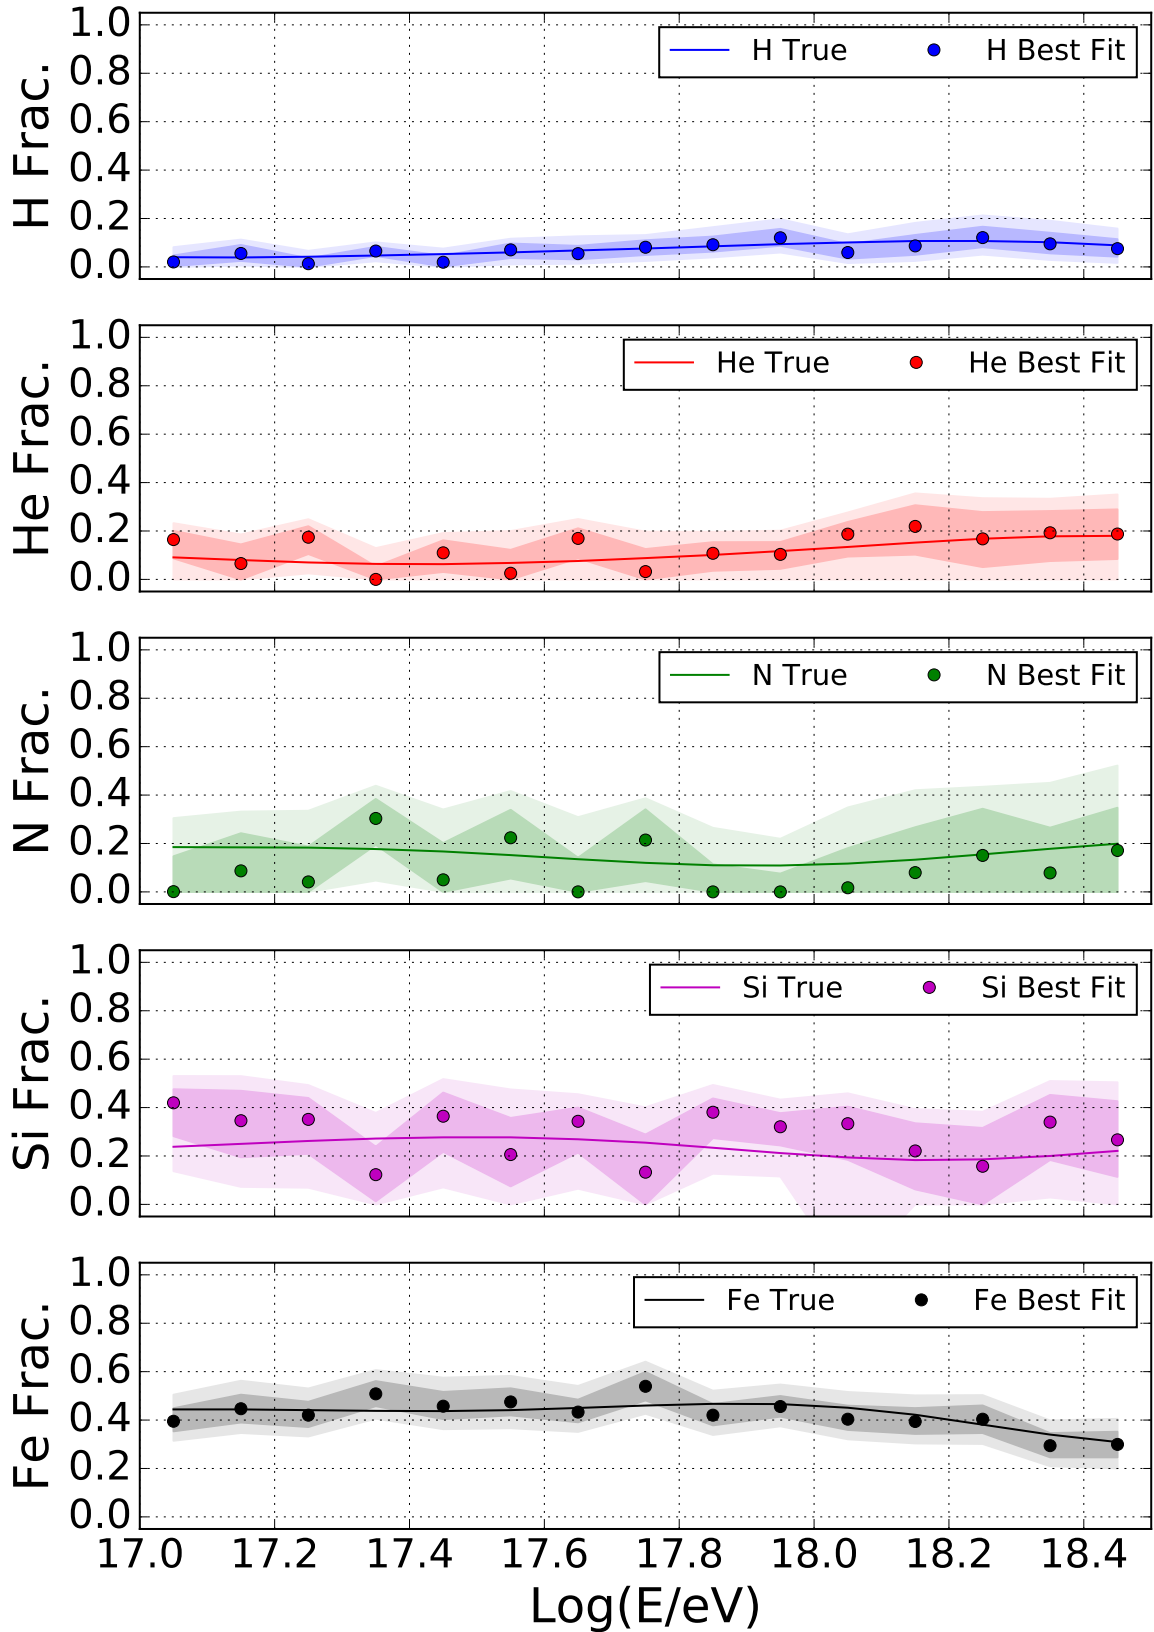 H Frac.
1.0
0.8
0.6
0.4
0.2
0.0
H True H Best Fit
He Frac.
1.0
0.8
0.6
0.4
0.2
0.0
He True He Best Fit
N Frac.
1.0
0.8
0.6
0.4
0.2
0.0
N True N Best Fit
Si Frac.
1.0
0.8
0.6
0.4
0.2
0.0
Si True Si Best Fit
Fe Frac.
1.0
0.8
0.6
0.4
0.2
0.0
Fe True Fe Best Fit
17.0 17.2 17.4 17.6 17.8 18.0 18.2 18.4
Log(E/eV)